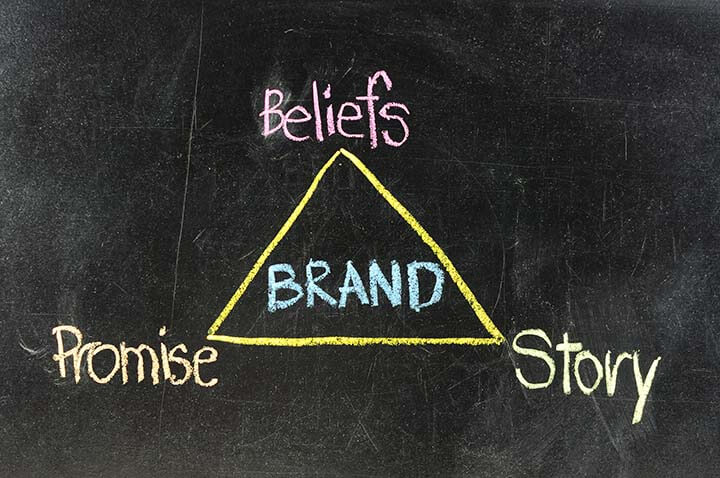 Beliefs
BRAND
Promise
Story